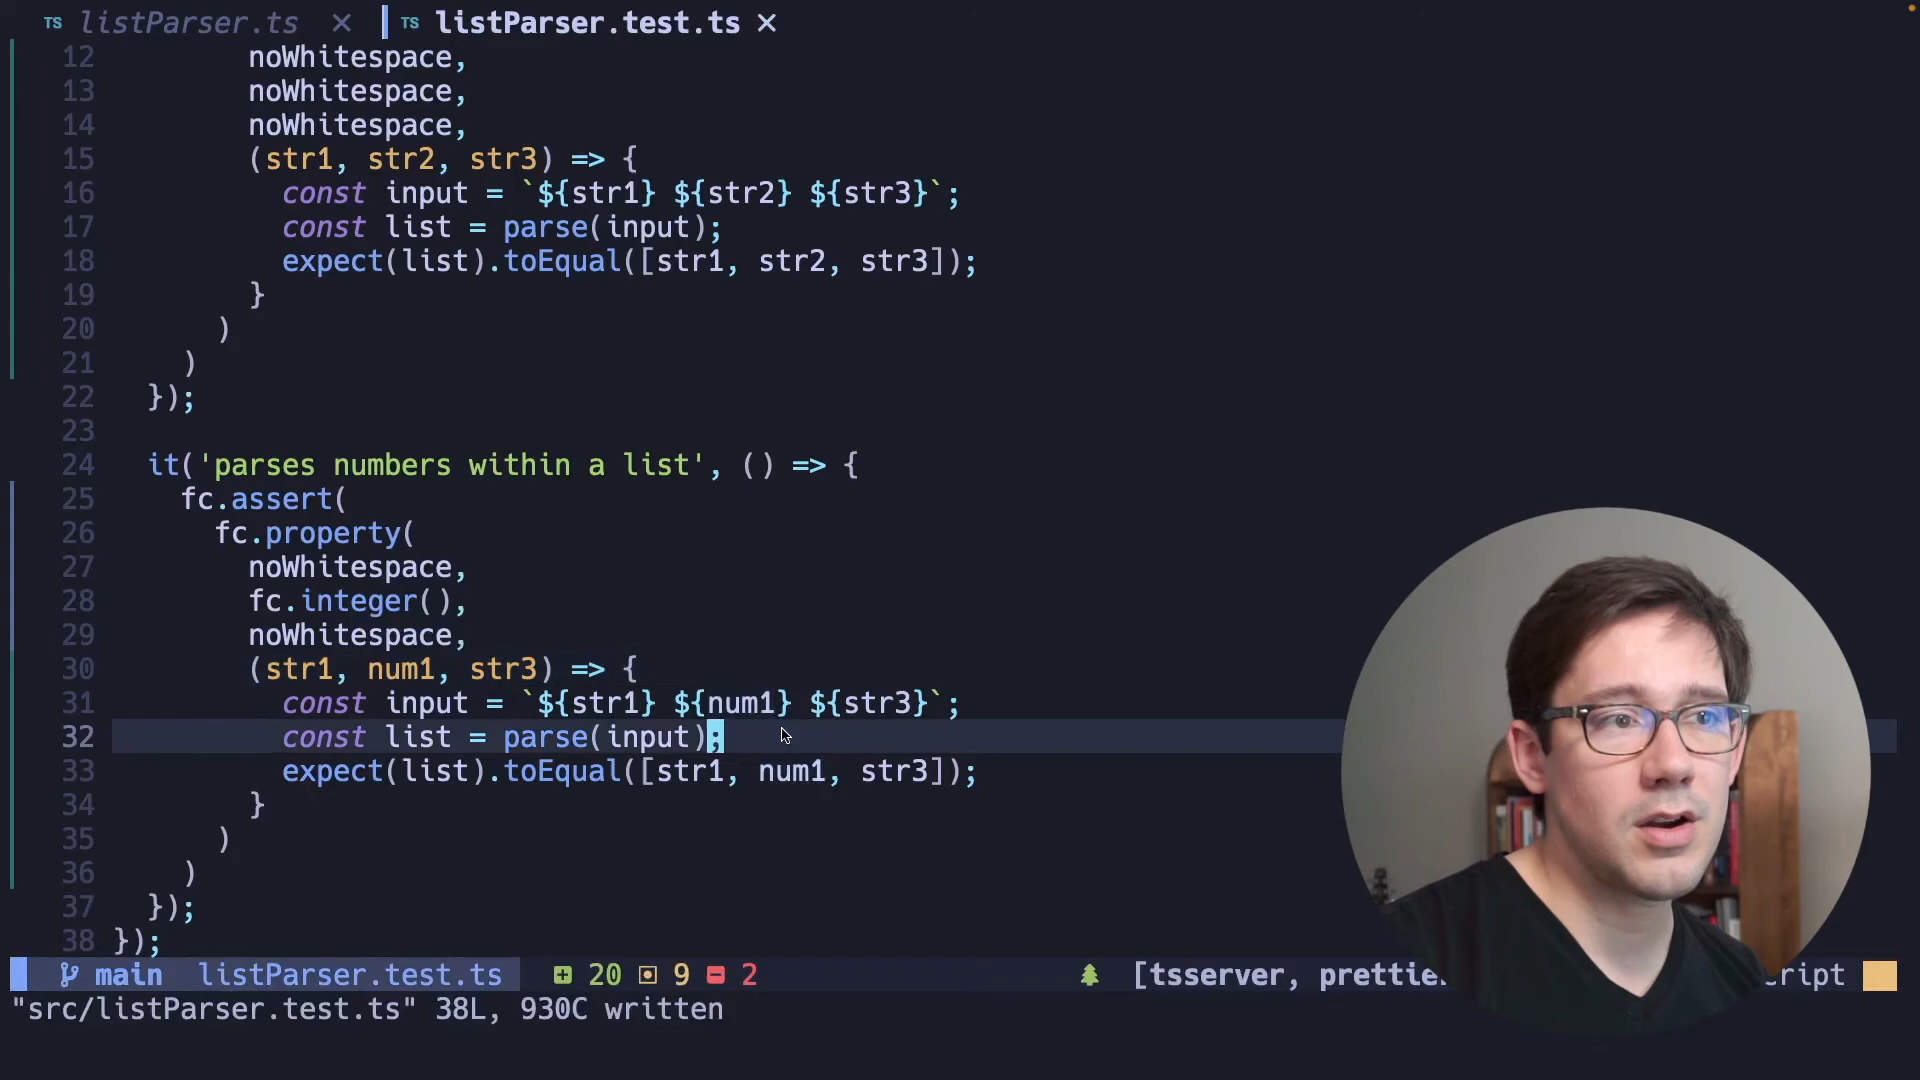 TS listParser.ts × TS listParser.test.ts ×
12 noWhitespace,
13 noWhitespace,
14 noWhitespace,
15 (str1, str2, str3) => {
16 const input = `${str1} ${str2} ${str3}`;
17 const list = parse(input);
18 expect(list).toEqual([str1, str2, str3]);
19 }
20 )
21 )
22 });
23
24 it('parses numbers within a list', () => {
25 fc.assert(
26 fc.property(
27 noWhitespace,
28 fc.integer(),
29 noWhitespace,
30 (str1, num1, str3) => {
31 const input = `${str1} ${num1} ${str3}`;
32 const list = parse(input);
33 expect(list).toEqual([str1, num1, str3]);
34 }
35 )
36 )
37 });
38 });
main listParser.test.ts 20 9 2 [tsserver,
"src/listParser.test.ts" 38L, 930C written